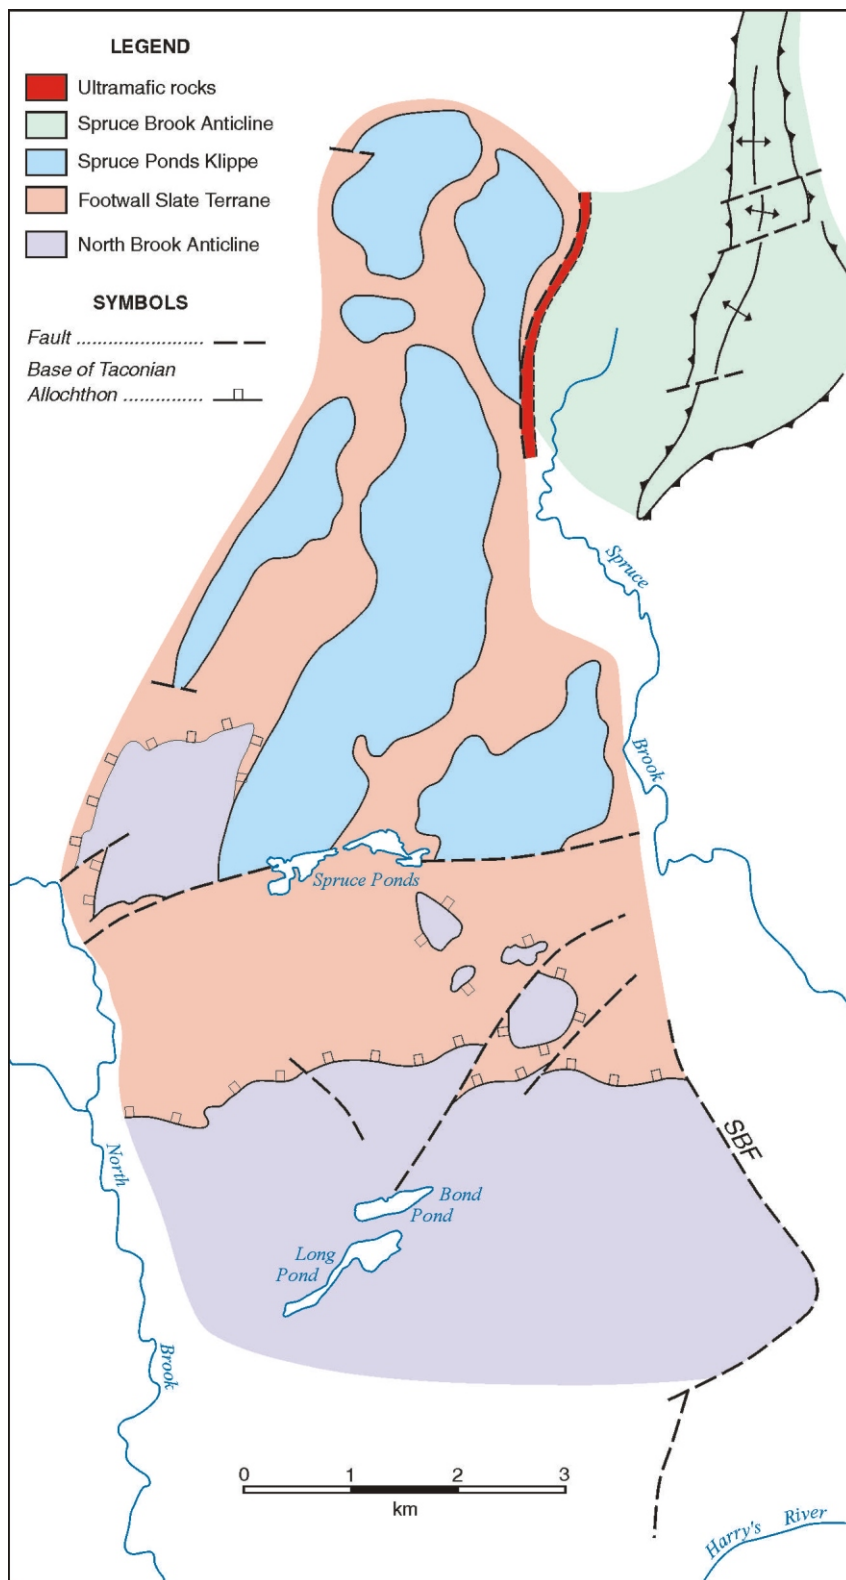 LEGEND
Ultramafic rocks
Spruce Brook Anticline
Spruce Ponds Klippe
Footwall Slate Terrane
North Brook Anticline
SYMBOLS
Fault
Base of Taconian
Allochthon
Spruce
Brook
Spruce Ponds
SBF
North
Bond
Pond
Long
Pond
Brook
0 1 2 3
km
Harry's River